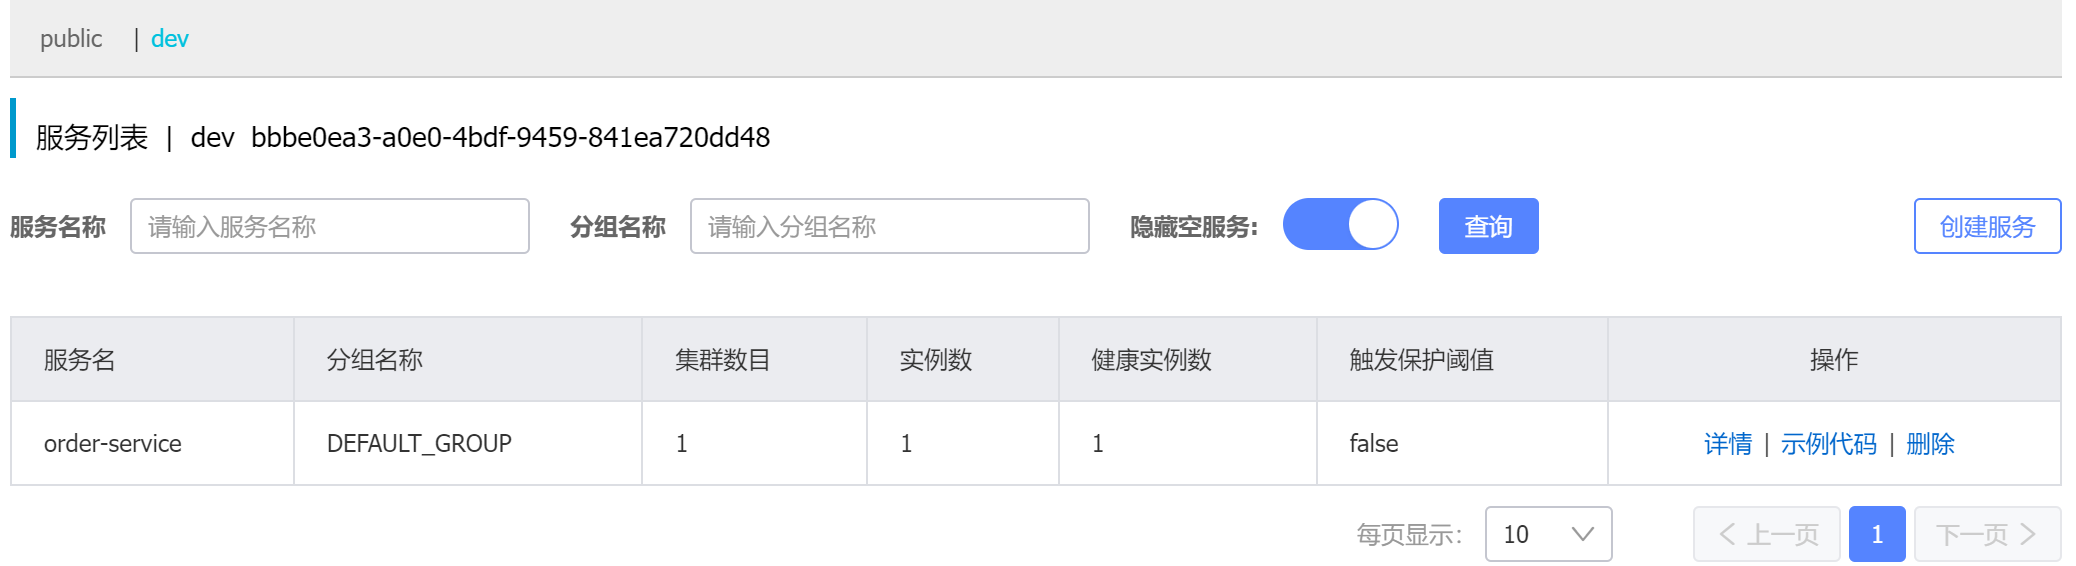 public | dev
服务列表 | dev bbbe0ea3-a0e0-4bdf-9459-841ea720dd48
服务名称 请输入服务名称 分组名称 请输入分组名称 隐藏空服务: 查询 创建服务
服务名 分组名称 集群数目 实例数 健康实例数 触发保护阈值 操作
order-service DEFAULT_GROUP 1 1 1 false 详情 | 示例代码 | 删除
每页显示: 10 上一页 1 下一页